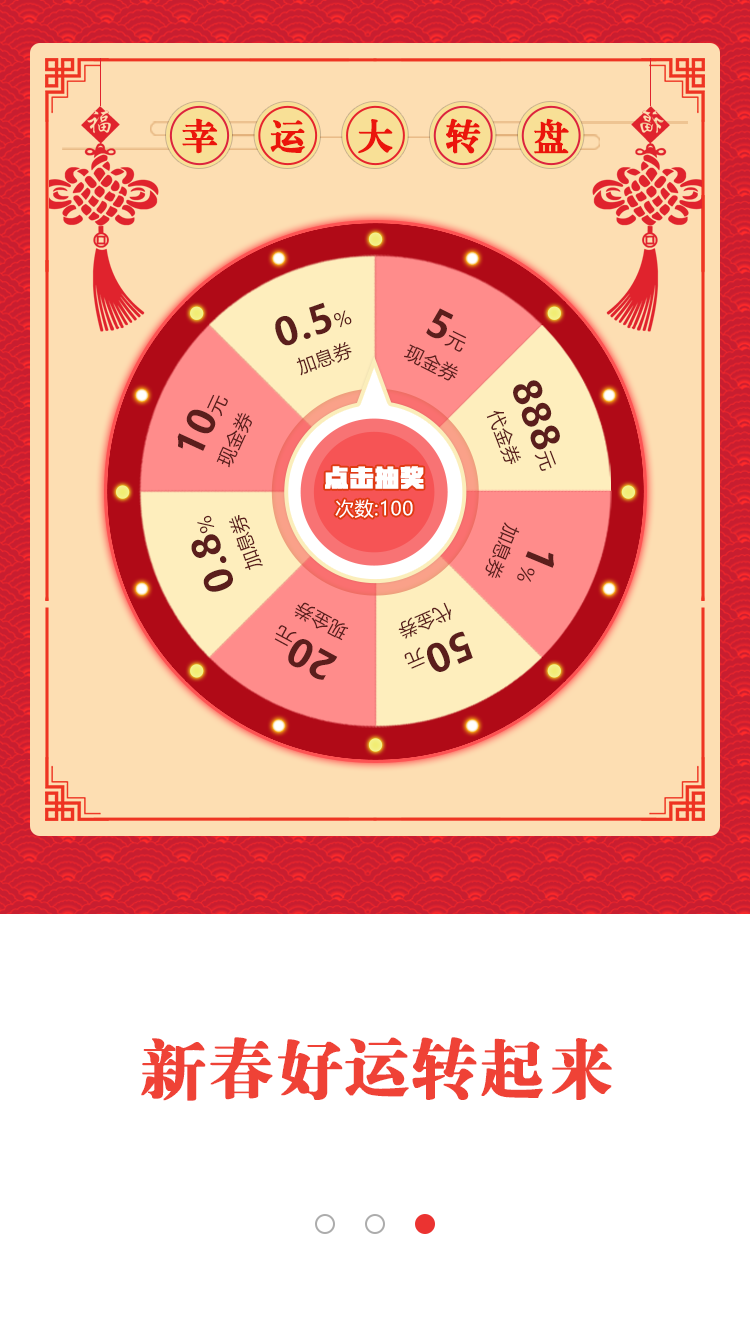 福
福
幸运大转盘
0.5%
加息券
5元
现金券
888元
代金券
1%
加息券
50元
代金券
20元
现金券
0.8%
加息券
10元
现金券
点击抽奖
次数:100
新春好运转起来